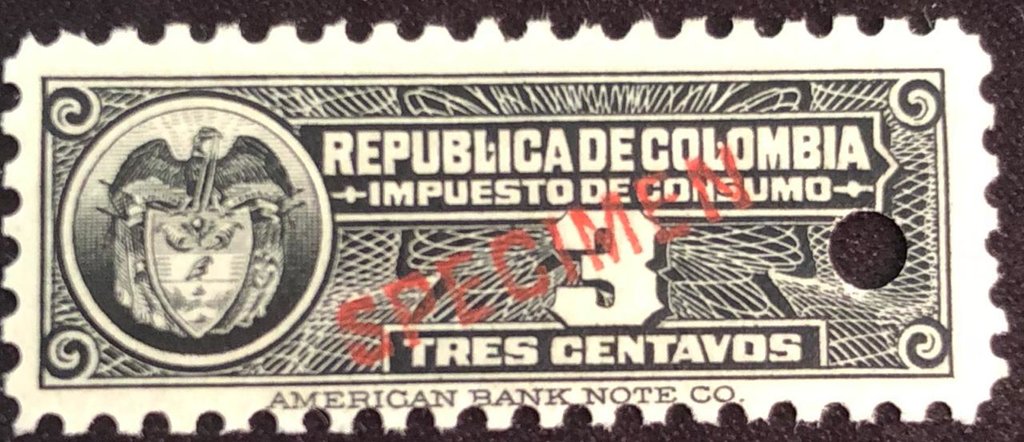 REPUBLICA DE COLOMBIA
IMPUESTO DE CONSUMO
SPECIMEN
3
TRES CENTAVOS
AMERICAN BANK NOTE CO.